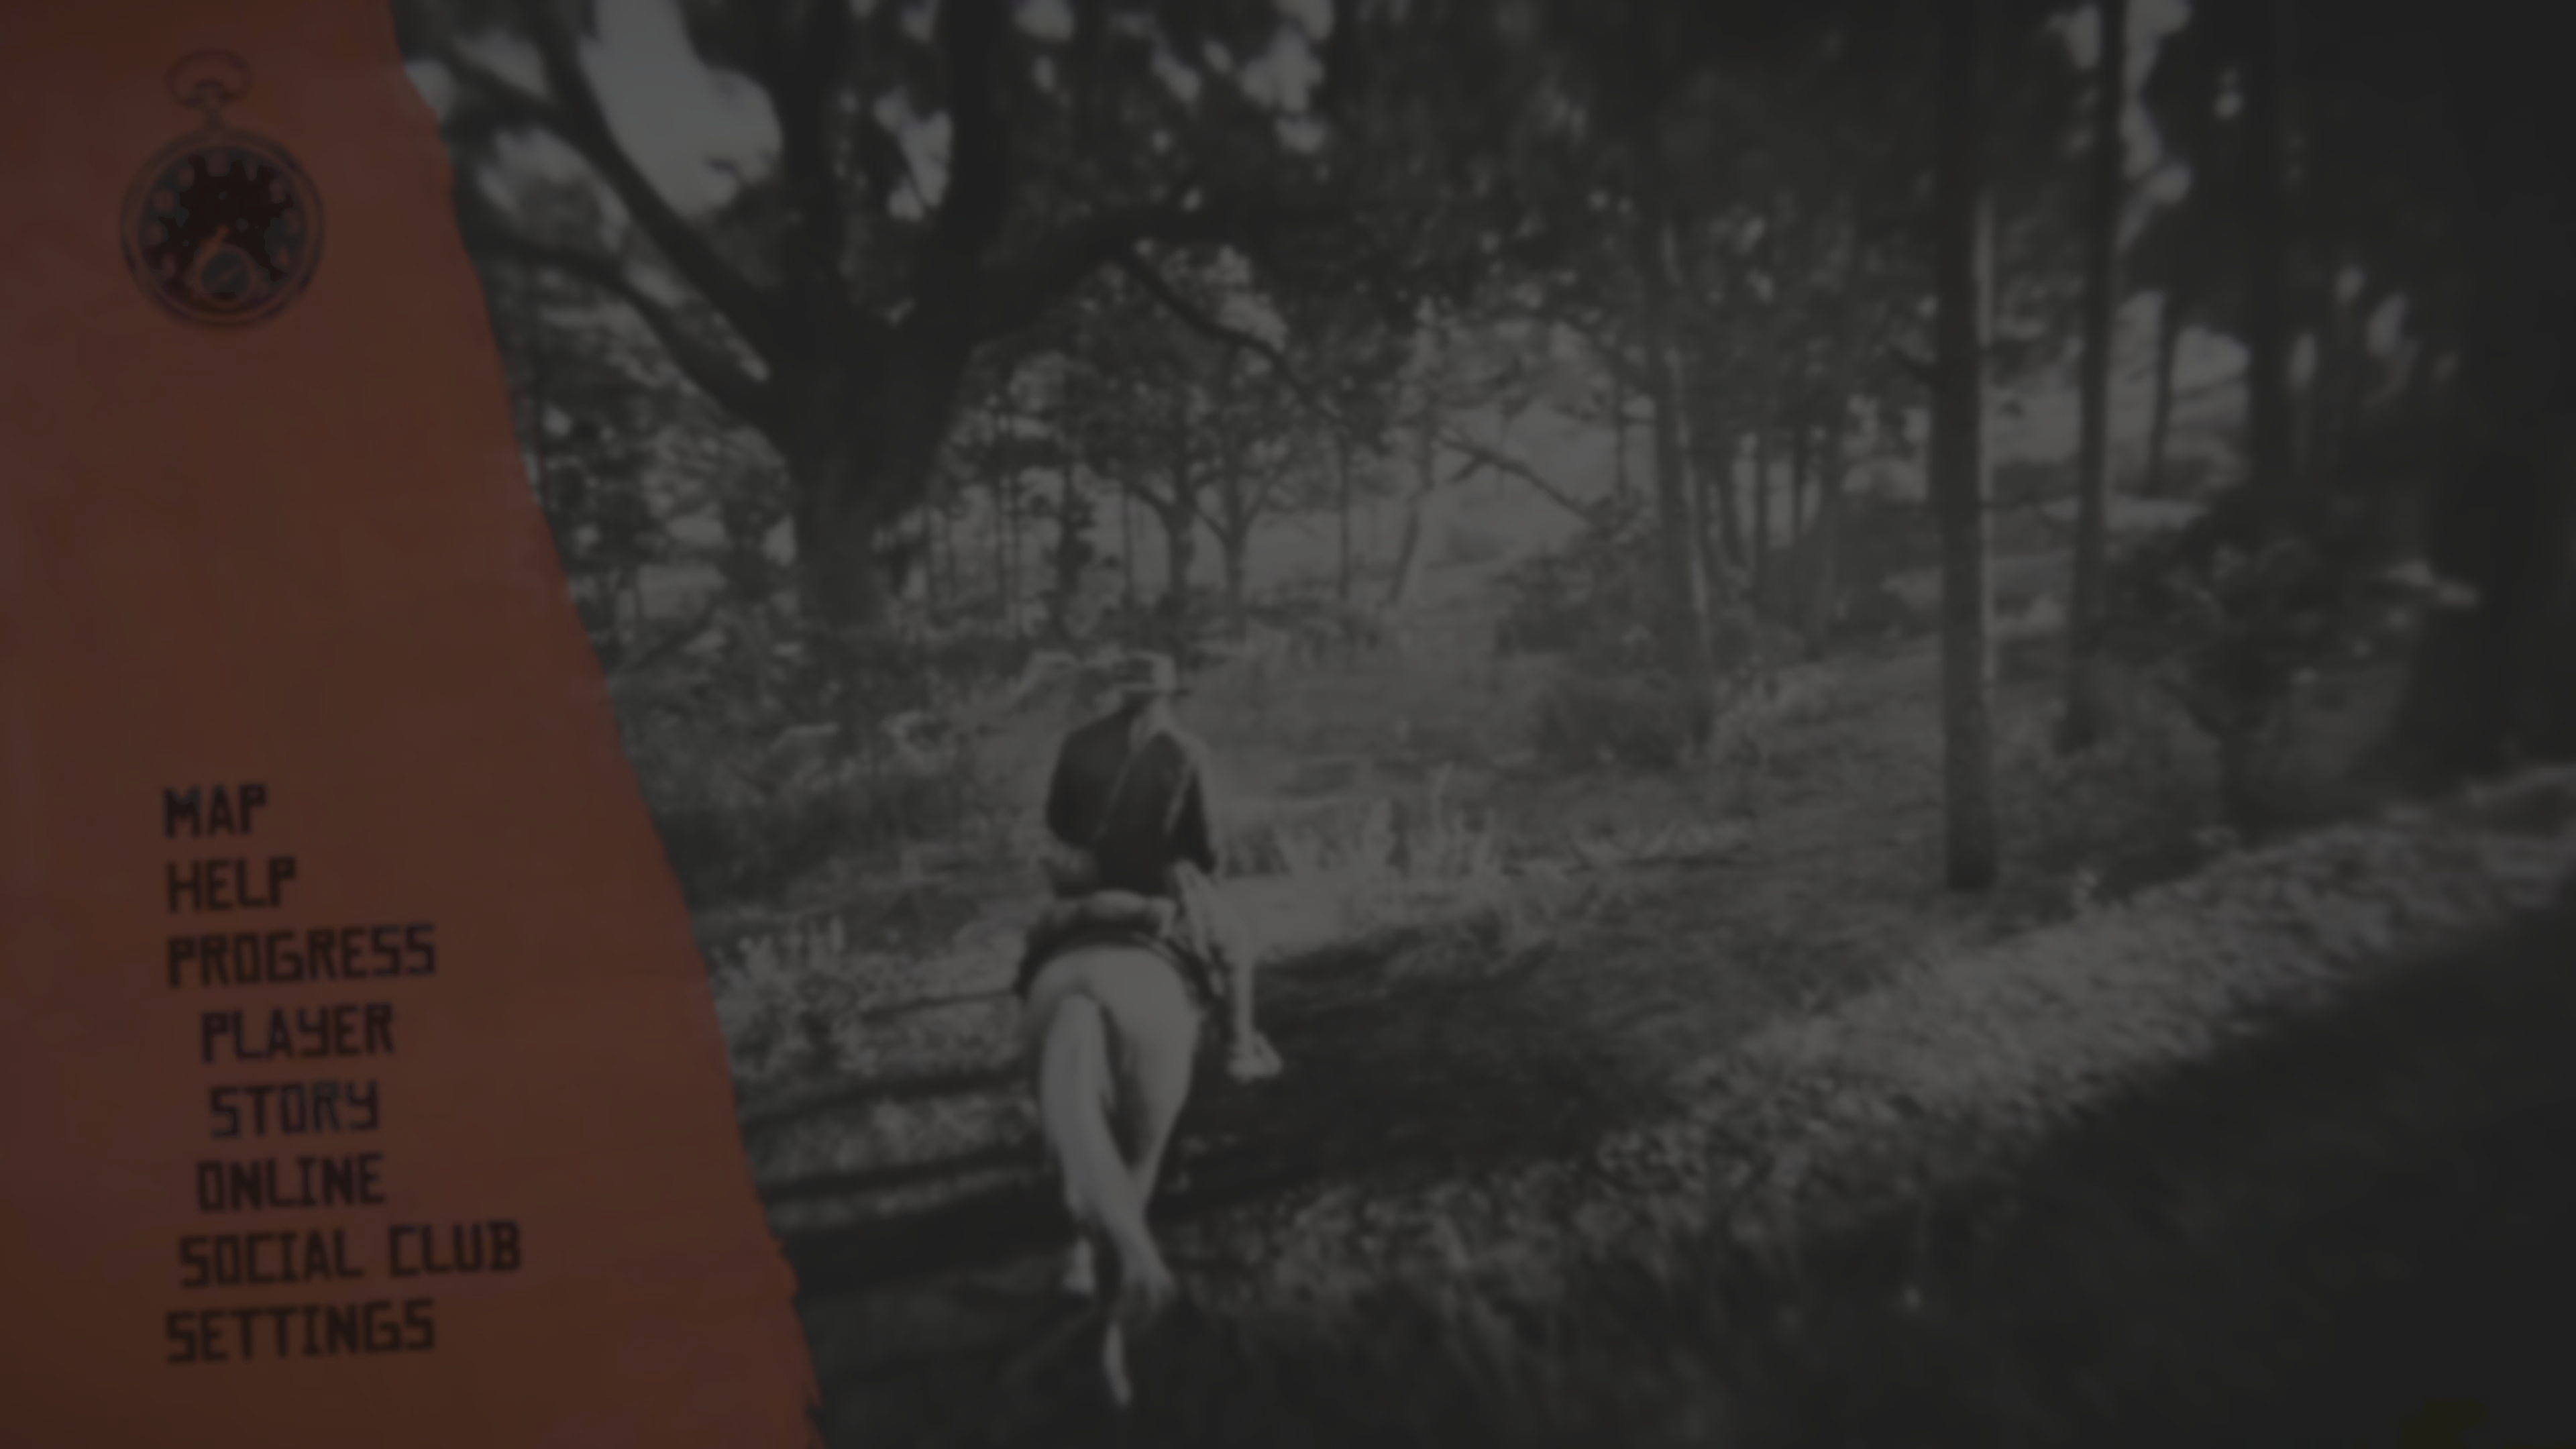 MAP
HELP
PROGRESS
PLAYER
STORY
ONLINE
SOCIAL CLUB
SETTINGS